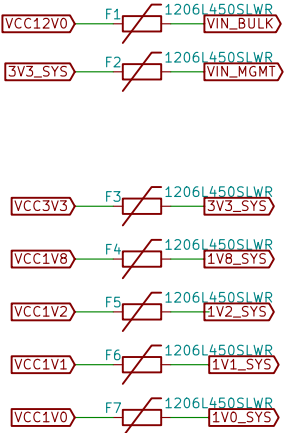 F1 1206L450SLWR
VCC12V0 VIN_BULK
F2 1206L450SLWR
3V3_SYS VIN_MGMT
F3 1206L450SLWR
VCC3V3 3V3_SYS
F4 1206L450SLWR
VCC1V8 1V8_SYS
F5 1206L450SLWR
VCC1V2 1V2_SYS
F6 1206L450SLWR
VCC1V1 1V1_SYS
F7 1206L450SLWR
VCC1V0 1V0_SYS